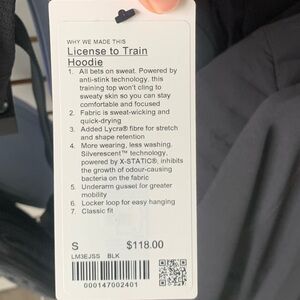 WHY WE MADE THIS
License to Train
Hoodie
1. All bets on sweat. Powered by
anti-stink technology, this
training top won't cling to
sweaty skin so you can stay
comfortable and focused
2. Fabric is sweat-wicking and
quick-drying
3. Added Lycra® fibre for stretch
and shape retention
4. More wearing, less washing.
Silverescent™ technology,
powered by X-STATIC®, inhibits
the growth of odour-causing
bacteria on the fabric
5. Underarm gusset for greater
mobility
6. Locker loop for easy hanging
7. Classic fit
S $118.00
LM3EJSS BLK
000147002401